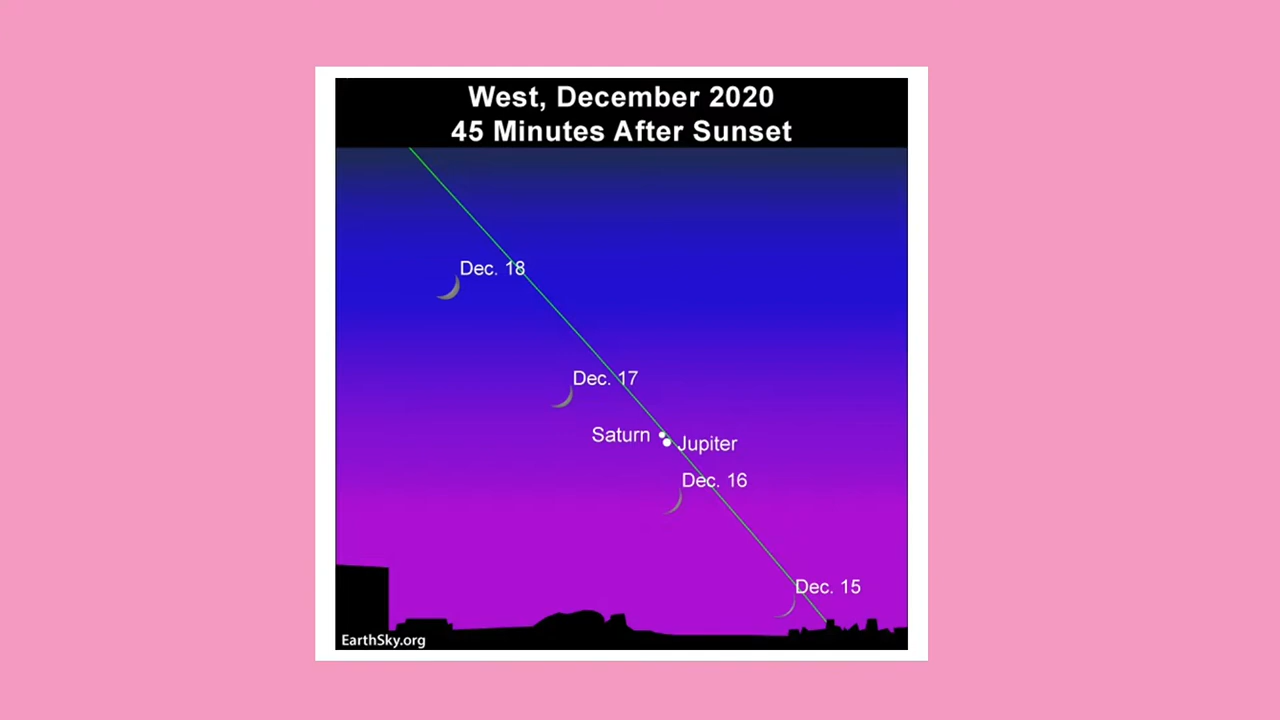 West, December 2020
45 Minutes After Sunset
Dec. 18
Dec. 17
Saturn
Jupiter
Dec. 16
Dec. 15
EarthSky.org